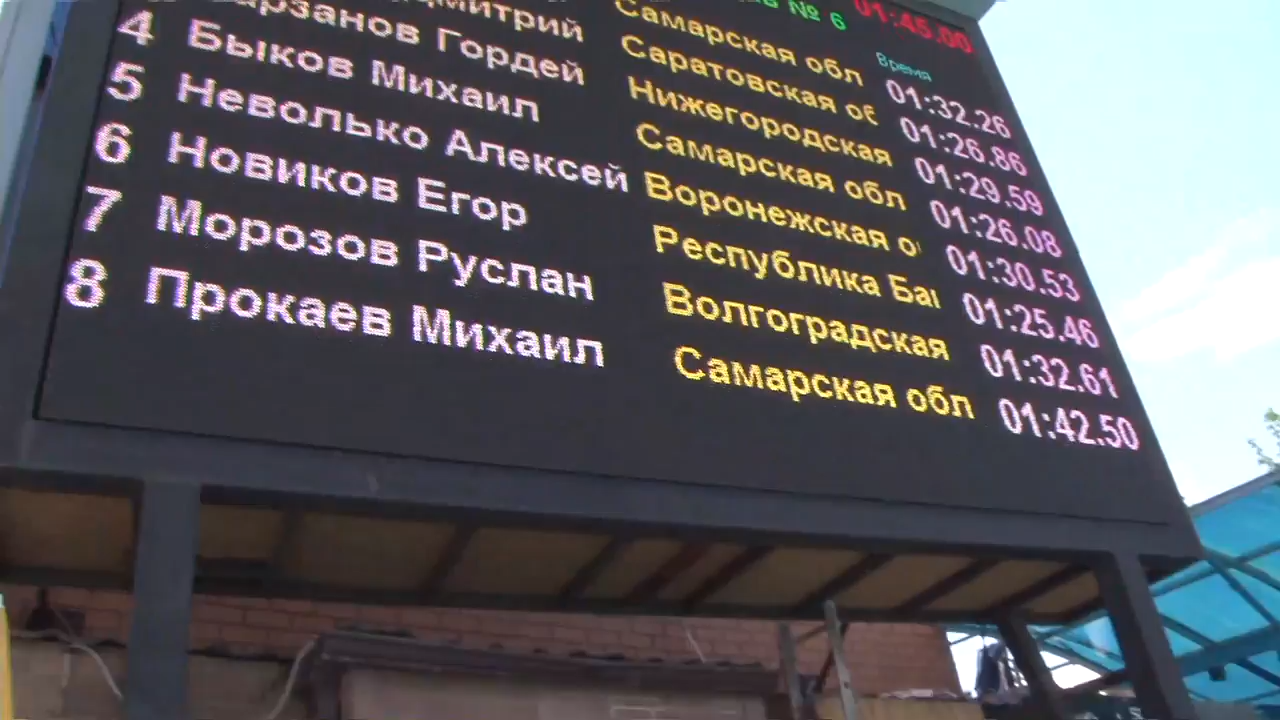 № 6 01:45.00
Время
Самарская обл 01:32.26
Дмитрий Саратовская об 01:26.86
Гордей Нижегородская 01:29.59
4 Быков Михаил Самарская обл 01:26.08
5 Неволько Алексей Воронежская о 01:30.53
6 Новиков Егор Республика Ба 01:25.46
7 Морозов Руслан Волгоградская 01:32.61
8 Прокаев Михаил Самарская обл 01:42.50